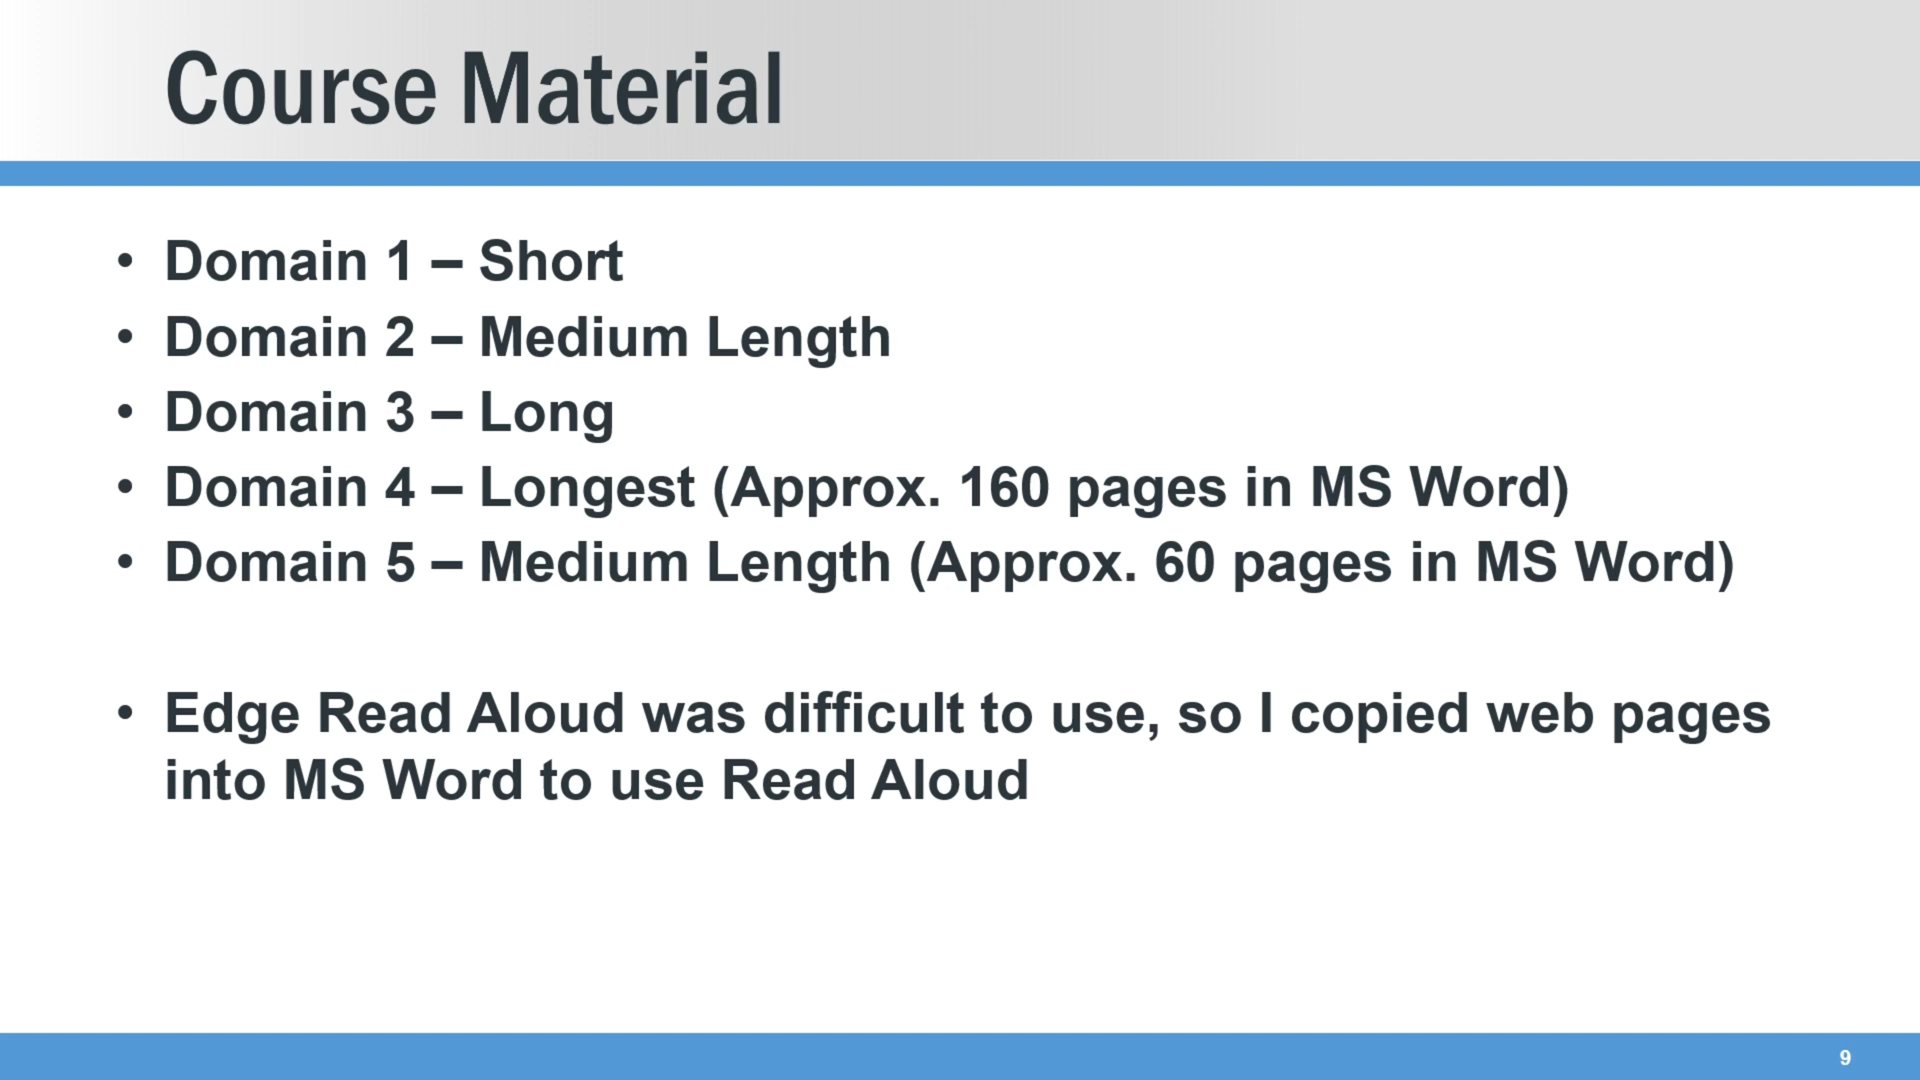 Course Material
• Domain 1 – Short
• Domain 2 – Medium Length
• Domain 3 – Long
• Domain 4 – Longest (Approx. 160 pages in MS Word)
• Domain 5 – Medium Length (Approx. 60 pages in MS Word)
• Edge Read Aloud was difficult to use, so I copied web pages
into MS Word to use Read Aloud
9